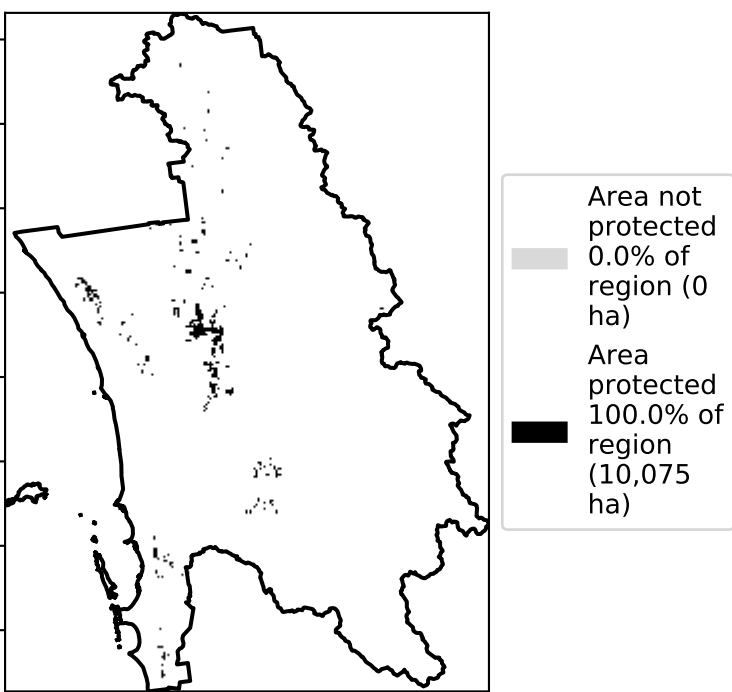 Area not
protected
0.0% of
region (0
ha)
Area
protected
100.0% of
region
(10,075
ha)